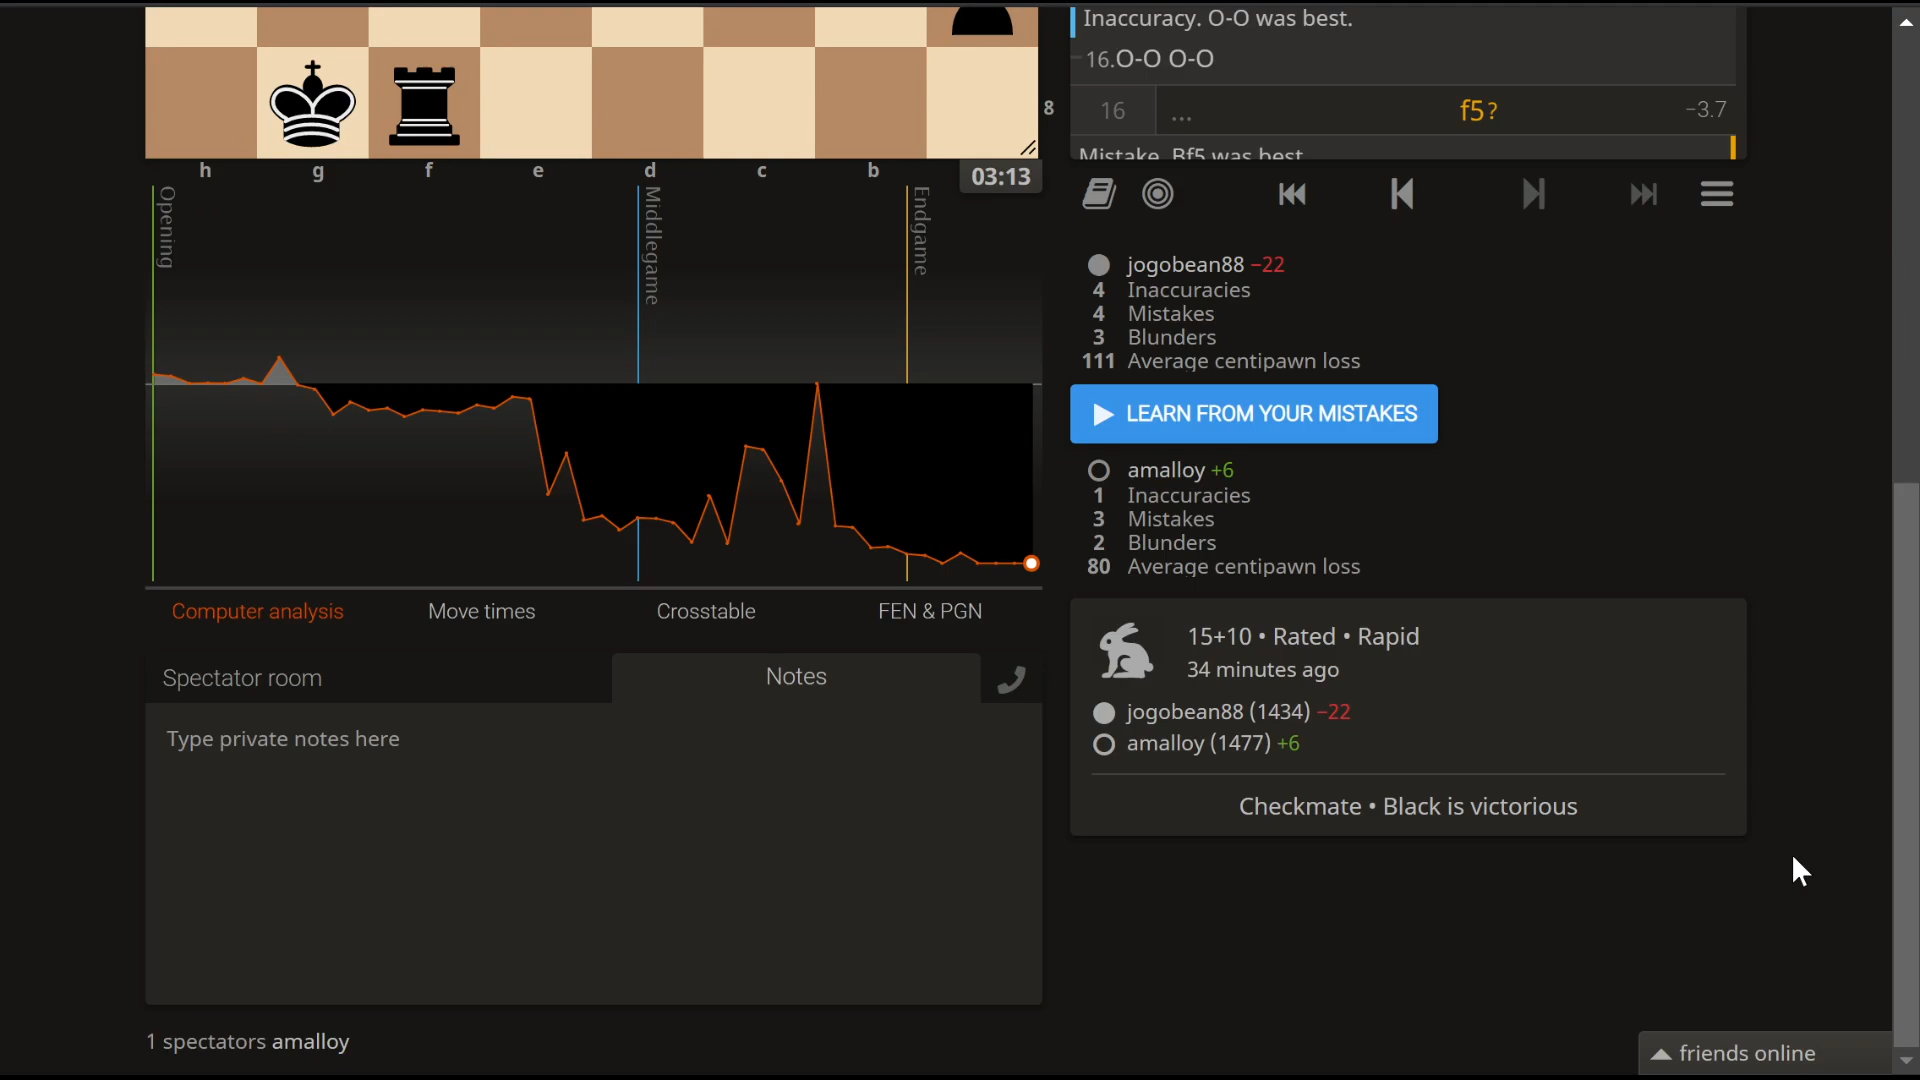 Inaccuracy. O-O was best.
16.O-O O-O
16 ... f5? −3.7
Mistake. Bf5 was best.
8
h g f e d c b
03:13
Opening
Middlegame
Endgame
jogobean88 −22
4 Inaccuracies
4 Mistakes
3 Blunders
111 Average centipawn loss
LEARN FROM YOUR MISTAKES
amalloy +6
1 Inaccuracies
3 Mistakes
2 Blunders
80 Average centipawn loss
Computer analysis Move times Crosstable FEN & PGN
Spectator room Notes
Type private notes here
15+10 • Rated • Rapid
34 minutes ago
jogobean88 (1434) −22
amalloy (1477) +6
Checkmate • Black is victorious
1 spectators amalloy
friends online